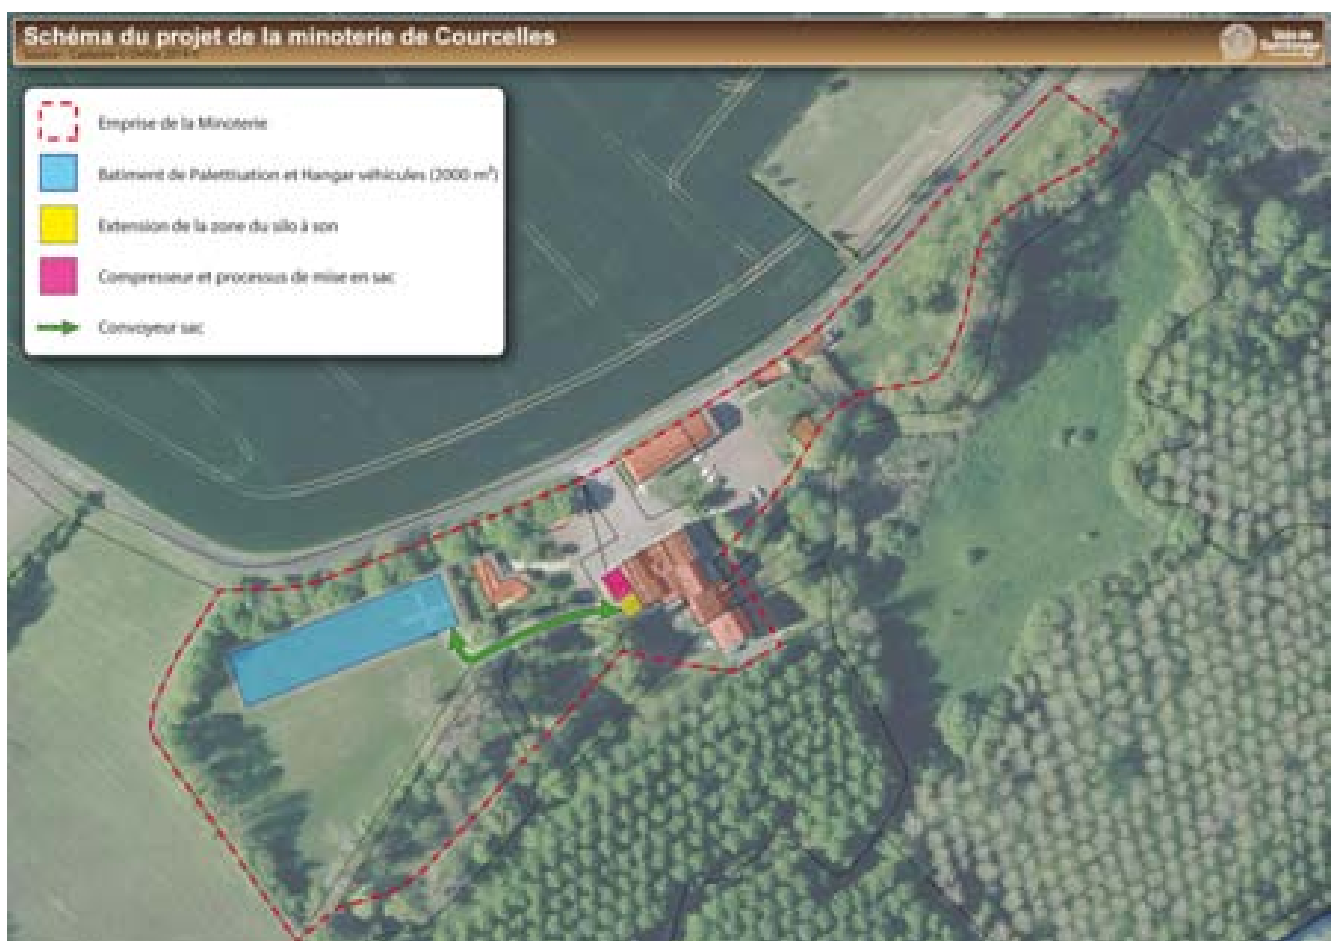 Schéma du projet de la minoterie de Courcelles
Emprise de la Minoterie
Batiment de Palettisation et Hangar véhicules (2000 m²)
Extension de la zone du silo à son
Compresseur et processus de mise en sac
Convoyeur sac